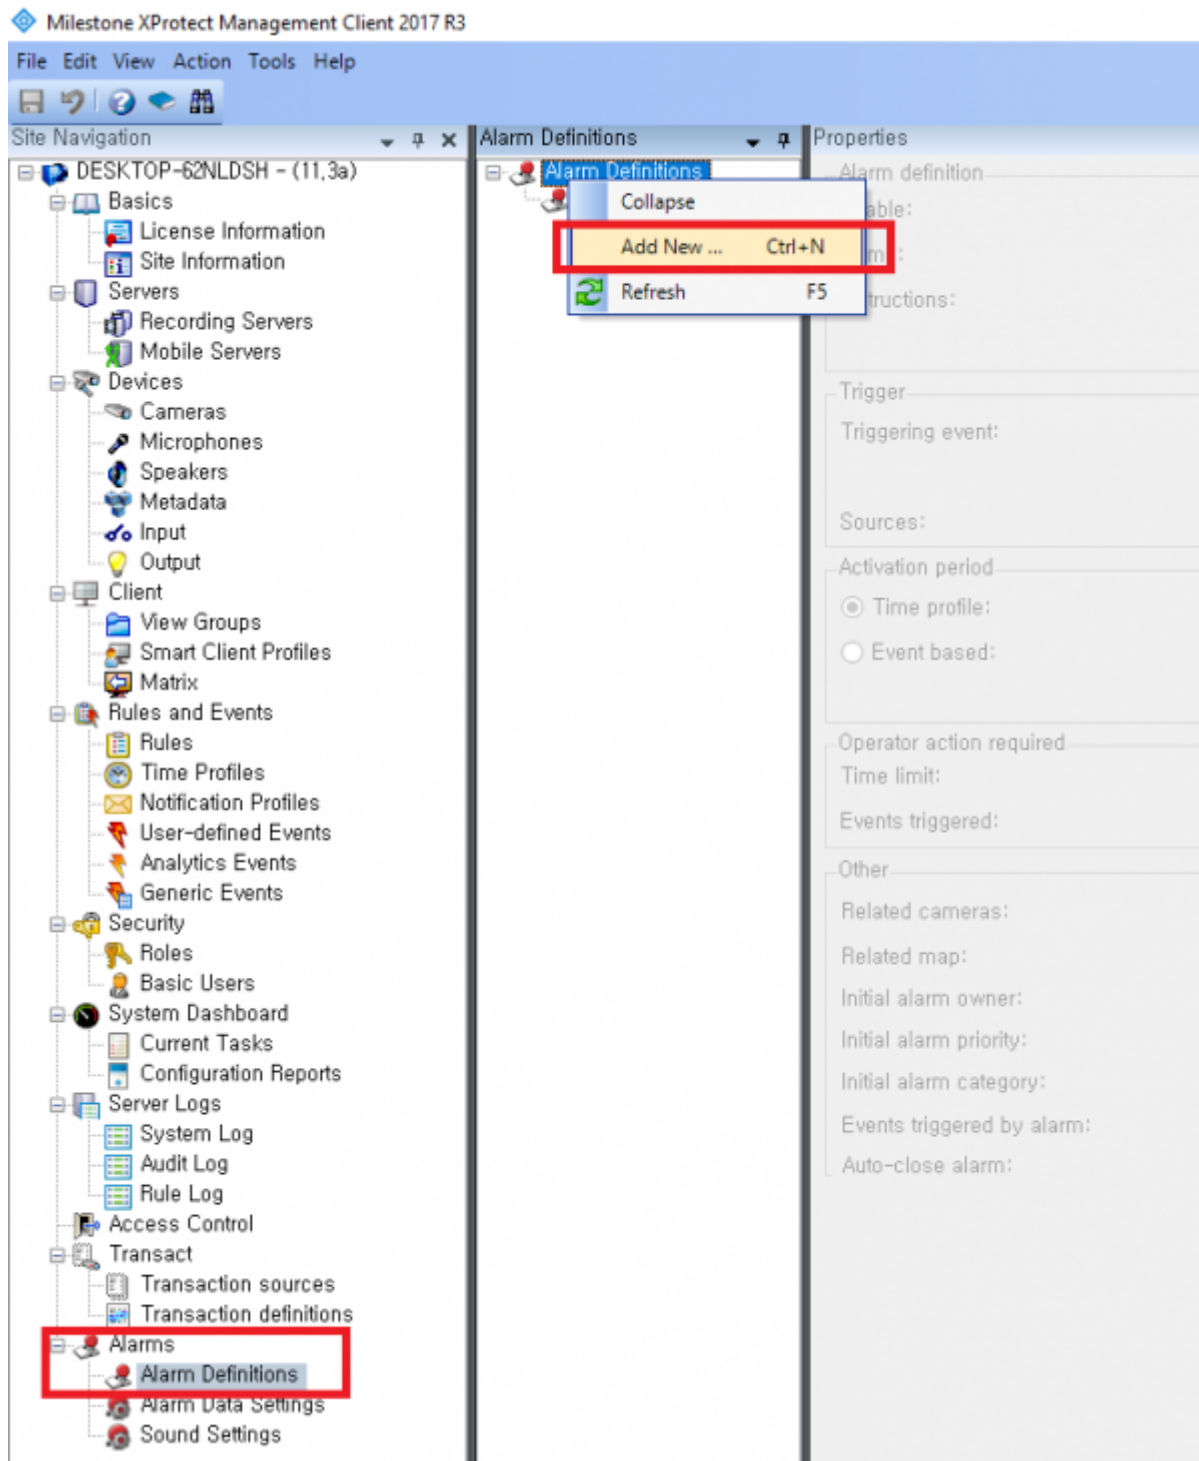 Milestone XProtect Management Client 2017 R3
File Edit View Action Tools Help
Site Navigation
DESKTOP-62NLDSH - (11,3a)
Basics
License Information
Site Information
Servers
Recording Servers
Mobile Servers
Devices
Cameras
Microphones
Speakers
Metadata
Input
Output
Client
View Groups
Smart Client Profiles
Matrix
Rules and Events
Rules
Time Profiles
Notification Profiles
User-defined Events
Analytics Events
Generic Events
Security
Roles
Basic Users
System Dashboard
Current Tasks
Configuration Reports
Server Logs
System Log
Audit Log
Rule Log
Access Control
Transact
Transaction sources
Transaction definitions
Alarms
Alarm Definitions
Alarm Data Settings
Sound Settings
Alarm Definitions
Alarm Definitions
Collapse
Add New ... Ctrl+N
Refresh F5
Properties
Alarm definition
able:
m :
tructions:
Trigger
Triggering event:
Sources:
Activation period
Time profile:
Event based:
Operator action required
Time limit:
Events triggered:
Other
Related cameras:
Related map:
Initial alarm owner:
Initial alarm priority:
Initial alarm category:
Events triggered by alarm:
Auto-close alarm: